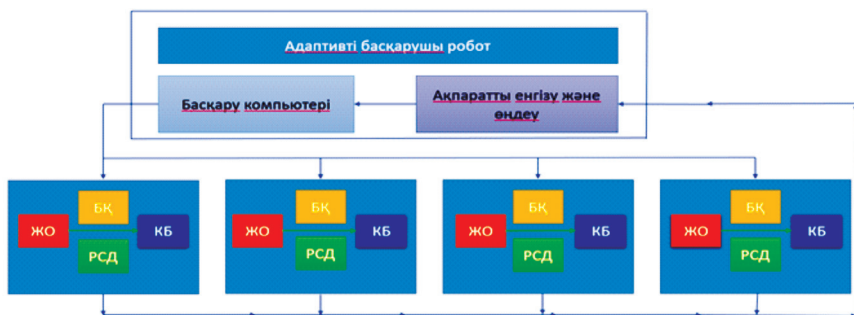 Адаптивті басқарушы робот
Басқару компьютері
Ақпаратты енгізу және
өңдеу
БҚ
ЖО
КБ
РСД
БҚ
ЖО
КБ
РСД
БҚ
ЖО
КБ
РСД
БҚ
ЖО
КБ
РСД